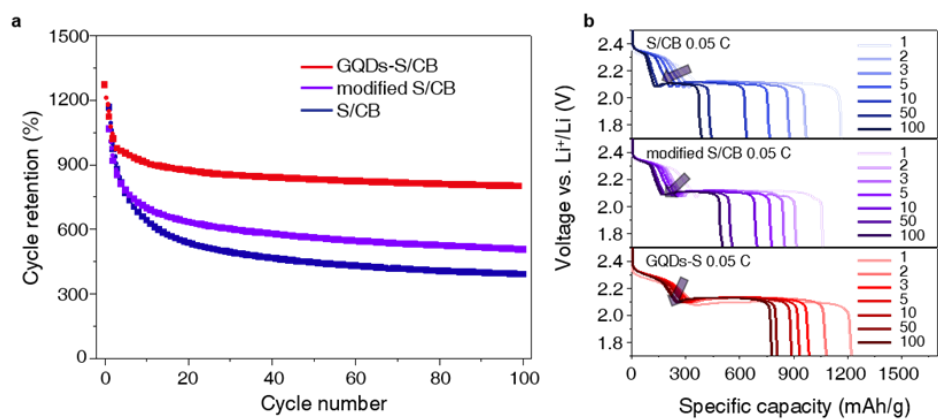 a
1500
1200
900
600
300
0
Cycle retention (%)
GQDs-S/CB
modified S/CB
S/CB
0 20 40 60 80 100
Cycle number
b
Voltage vs. Li⁺/Li (V)
2.4
2.2
2.0
1.8
S/CB 0.05 C
1
2
3
5
10
50
100
2.4
2.2
2.0
1.8
modified S/CB 0.05 C
1
2
3
5
10
50
100
2.4
2.2
2.0
1.8
GQDs-S 0.05 C
1
2
3
5
10
50
100
0 300 600 900 1200 1500
Specific capacity (mAh/g)